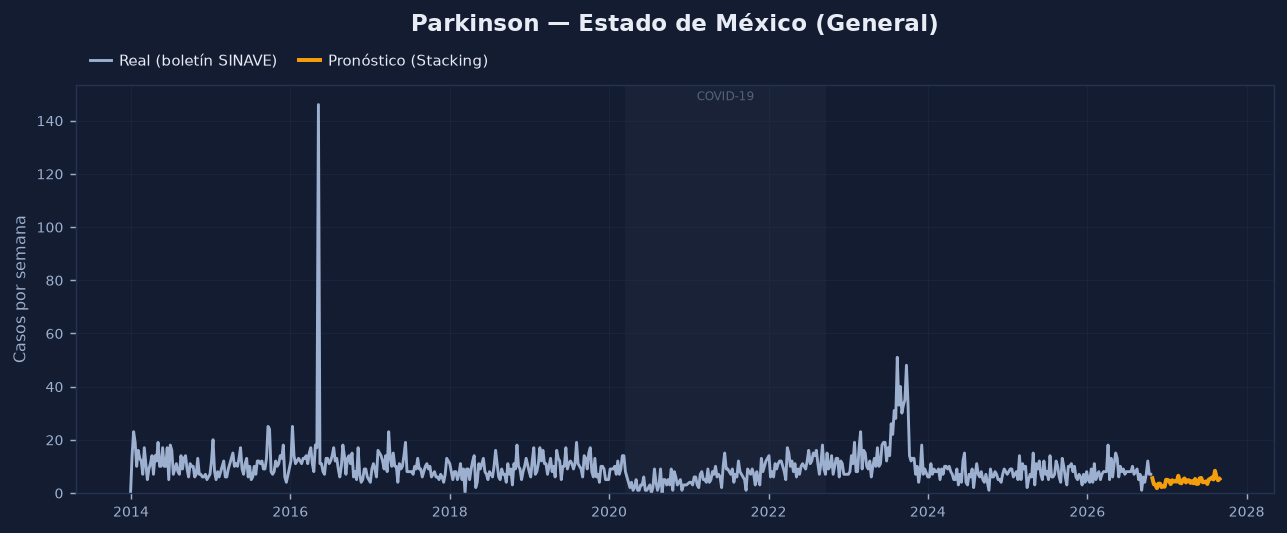 Parkinson — Estado de México (General)
Real (boletín SINAVE) Pronóstico (Stacking)
COVID-19
Casos por semana
140
120
100
80
60
40
20
0
2014 2016 2018 2020 2022 2024 2026 2028